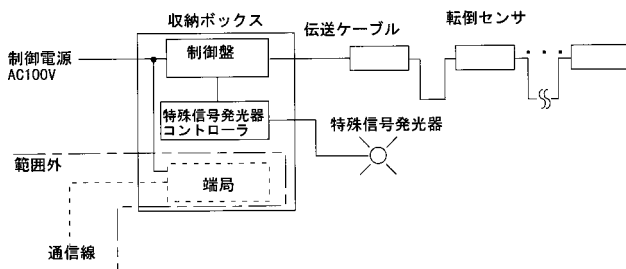 収納ボックス
伝送ケーブル
転倒センサ
制御電源
AC100V
制御盤
特殊信号発光器
コントローラ
特殊信号発光器
範囲外
端局
通信線